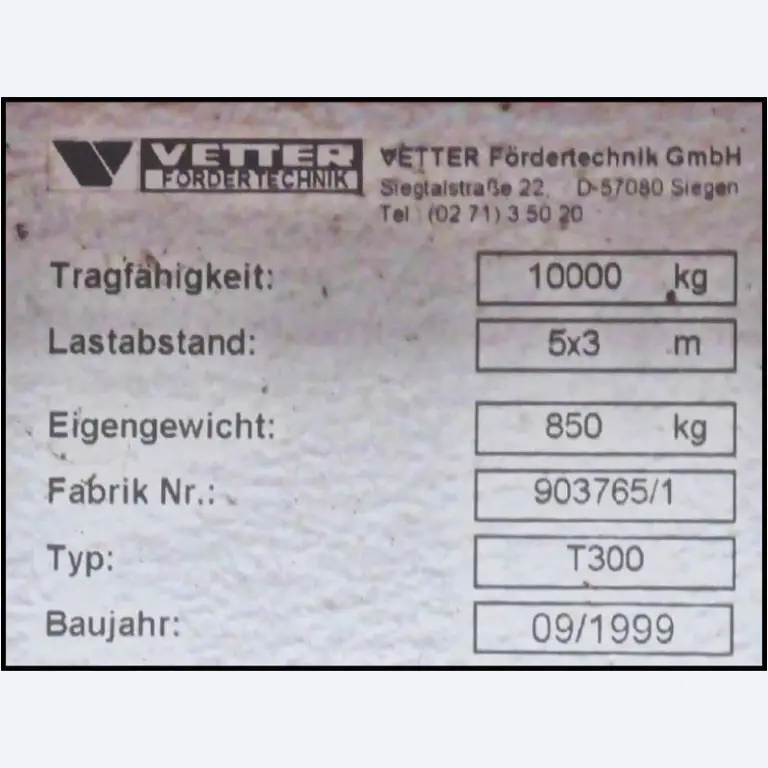 VETTER
FÖRDERTECHNIK
VETTER Fördertechnik GmbH
Siegtalstraße 22, D-57080 Siegen
Tel (02 71) 3 50 20
Tragfähigkeit: 10000 kg
Lastabstand: 5x3 m
Eigengewicht: 850 kg
Fabrik Nr.: 903765/1
Typ: T300
Baujahr: 09/1999